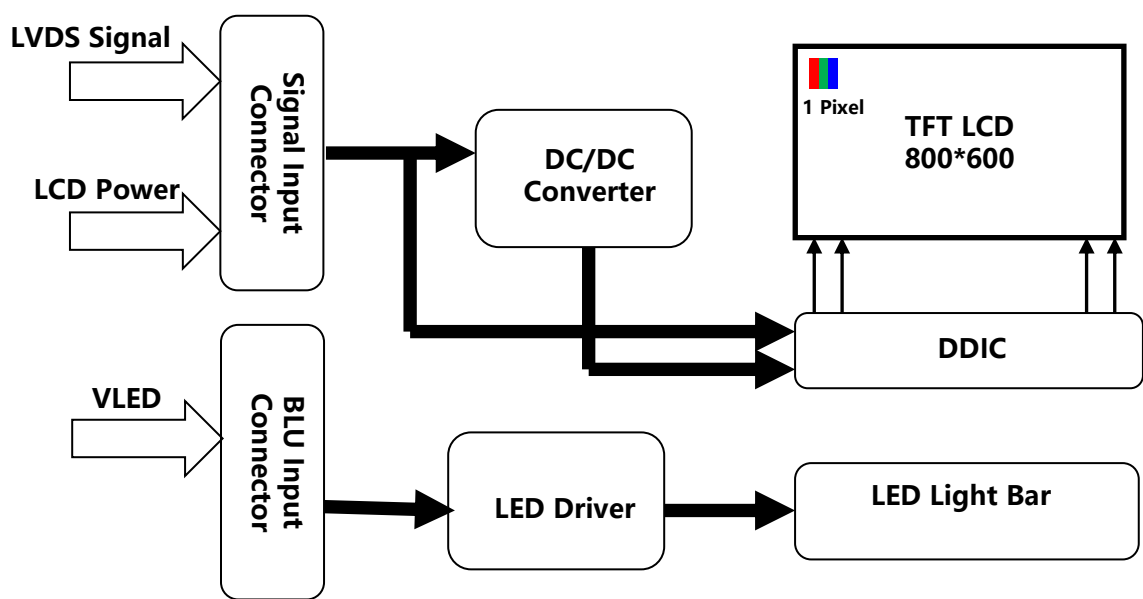 LVDS Signal
LCD Power
Signal Input
Connector
DC/DC
Converter
1 Pixel
TFT LCD
800*600
DDIC
VLED
BLU Input
Connector
LED Driver
LED Light Bar